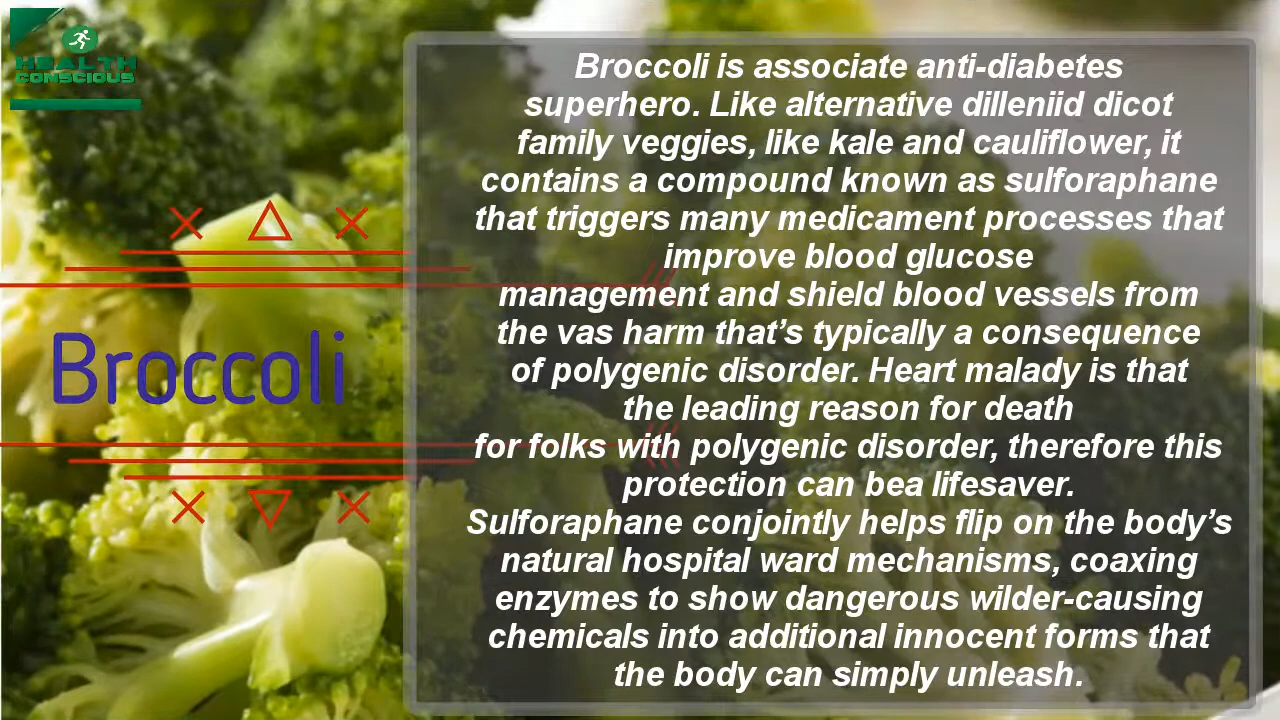 HEALTH
CONSCIOUS
Broccoli
Broccoli is associate anti-diabetes
superhero. Like alternative dilleniid dicot
family veggies, like kale and cauliflower, it
contains a compound known as sulforaphane
that triggers many medicament processes that
improve blood glucose
management and shield blood vessels from
the vas harm that’s typically a consequence
of polygenic disorder. Heart malady is that
the leading reason for death
for folks with polygenic disorder, therefore this
protection can bea lifesaver.
Sulforaphane conjointly helps flip on the body’s
natural hospital ward mechanisms, coaxing
enzymes to show dangerous wilder-causing
chemicals into additional innocent forms that
the body can simply unleash.